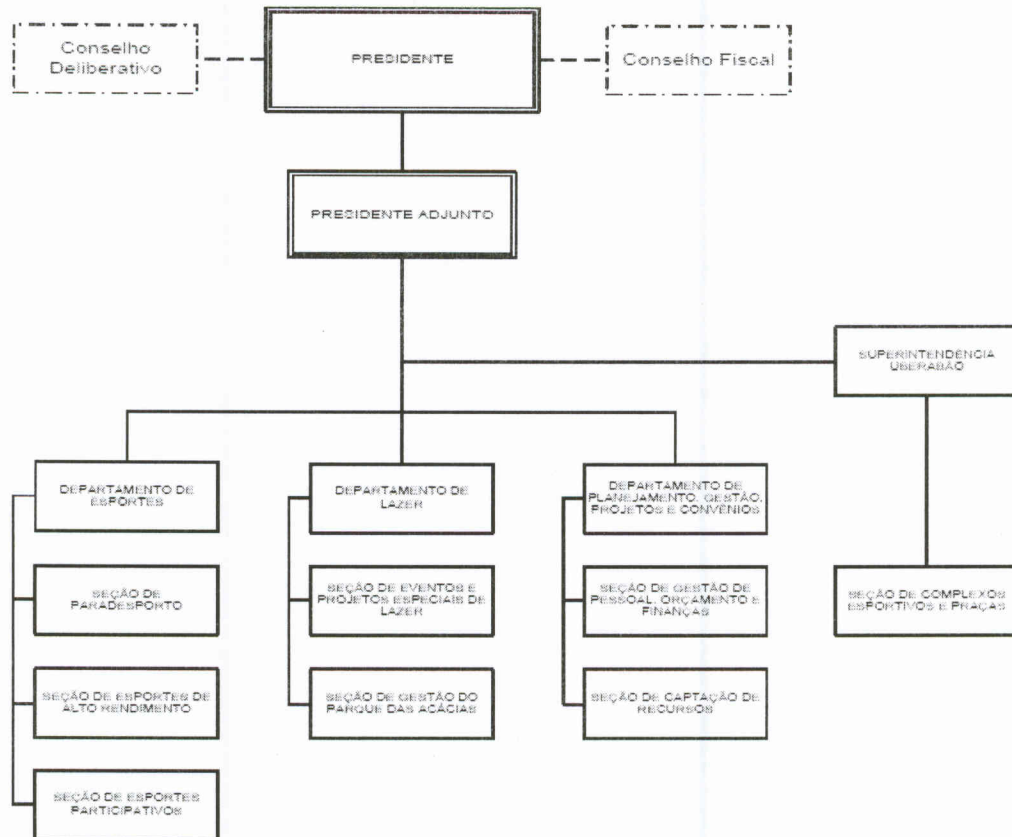 Conselho
Deliberativo
PRESIDENTE
Conselho Fiscal
PRESIDENTE ADJUNTO
SUPERINTENDÊNCIA
UBERABÃO
DEPARTAMENTO DE
ESPORTES
DEPARTAMENTO DE
LAZER
DEPARTAMENTO DE
PLANEJAMENTO, GESTÃO,
PROJETOS E CONVÊNIOS
SEÇÃO DE
PARADESPORTO
SEÇÃO DE EVENTOS E
PROJETOS ESPECIAIS DE
LAZER
SEÇÃO DE GESTÃO DE
PESSOAL, ORÇAMENTO E
FINANÇAS
SEÇÃO DE COMPLEXOS
ESPORTIVOS E PRAÇAS
SEÇÃO DE ESPORTES DE
ALTO RENDIMENTO
SEÇÃO DE GESTÃO DO
PARQUE DAS ACÁCIAS
SEÇÃO DE CAPTAÇÃO DE
RECURSOS
SEÇÃO DE ESPORTES
PARTICIPATIVOS